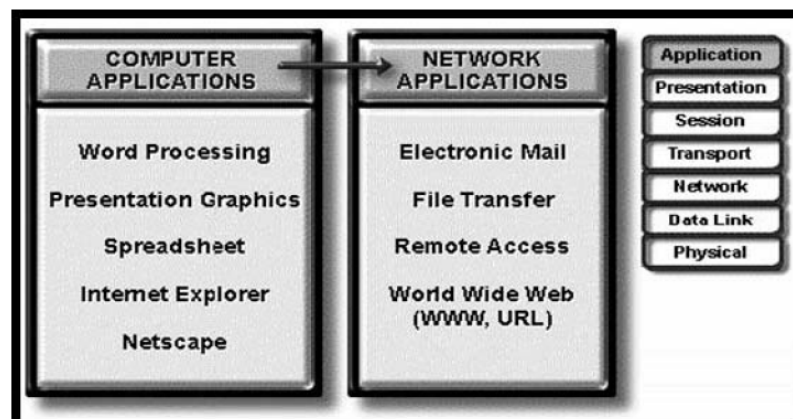 COMPUTER
APPLICATIONS
Word Processing
Presentation Graphics
Spreadsheet
Internet Explorer
Netscape
NETWORK
APPLICATIONS
Electronic Mail
File Transfer
Remote Access
World Wide Web
(WWW, URL)
Application
Presentation
Session
Transport
Network
Data Link
Physical